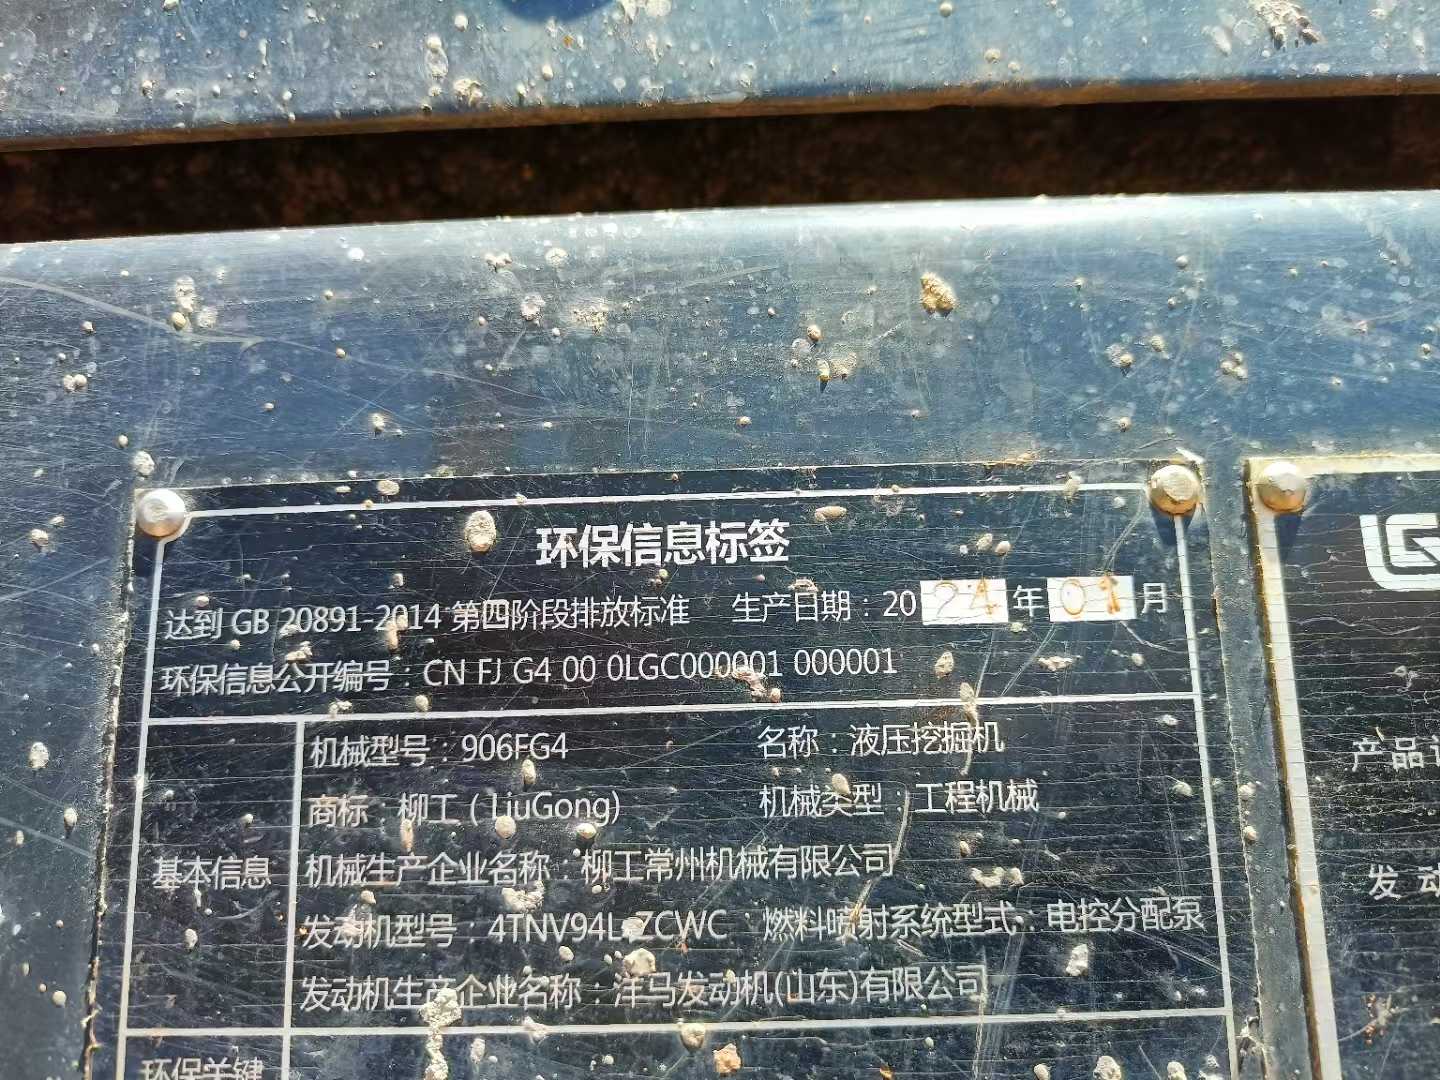 环保信息标签
达到 GB 20891-2014 第四阶段排放标准 生产日期：2024年01月
环保信息公开编号：CN FJ G4 00 0LGC000001 000001
机械型号：906FG4 名称：液压挖掘机
商标：柳工（LiuGong） 机械类型：工程机械
基本信息
机械生产企业名称：柳工常州机械有限公司
发动机型号：4TNV94L-ZCWC 燃料喷射系统型式：电控分配泵
发动机生产企业名称：洋马发动机(山东)有限公司
环保关键
产品
发动